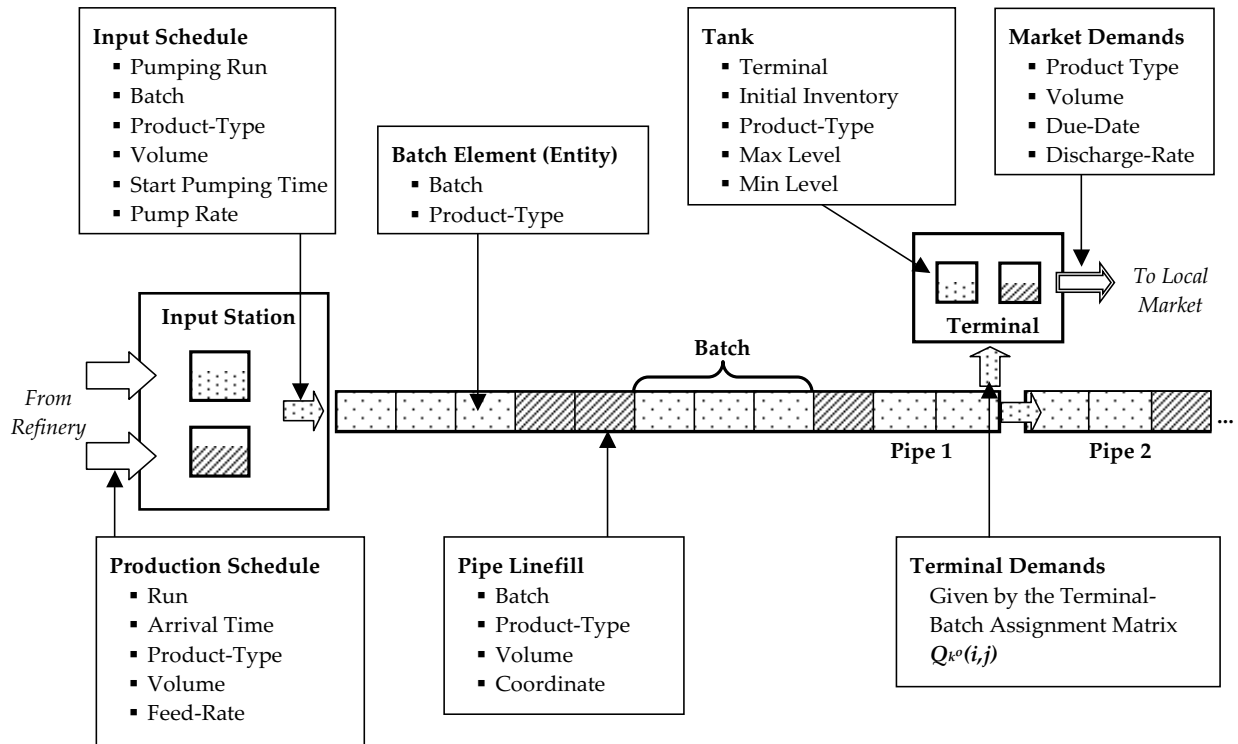 Input Schedule
▪ Pumping Run
▪ Batch
▪ Product-Type
▪ Volume
▪ Start Pumping Time
▪ Pump Rate
Batch Element (Entity)
▪ Batch
▪ Product-Type
Tank
▪ Terminal
▪ Initial Inventory
▪ Product-Type
▪ Max Level
▪ Min Level
Market Demands
▪ Product Type
▪ Volume
▪ Due-Date
▪ Discharge-Rate
To Local
Market
Terminal
Input Station
From
Refinery
Batch
Pipe 1
Pipe 2
...
Production Schedule
▪ Run
▪ Arrival Time
▪ Product-Type
▪ Volume
▪ Feed-Rate
Pipe Linefill
▪ Batch
▪ Product-Type
▪ Volume
▪ Coordinate
Terminal Demands
Given by the Terminal-
Batch Assignment Matrix
Qkº(i,j)